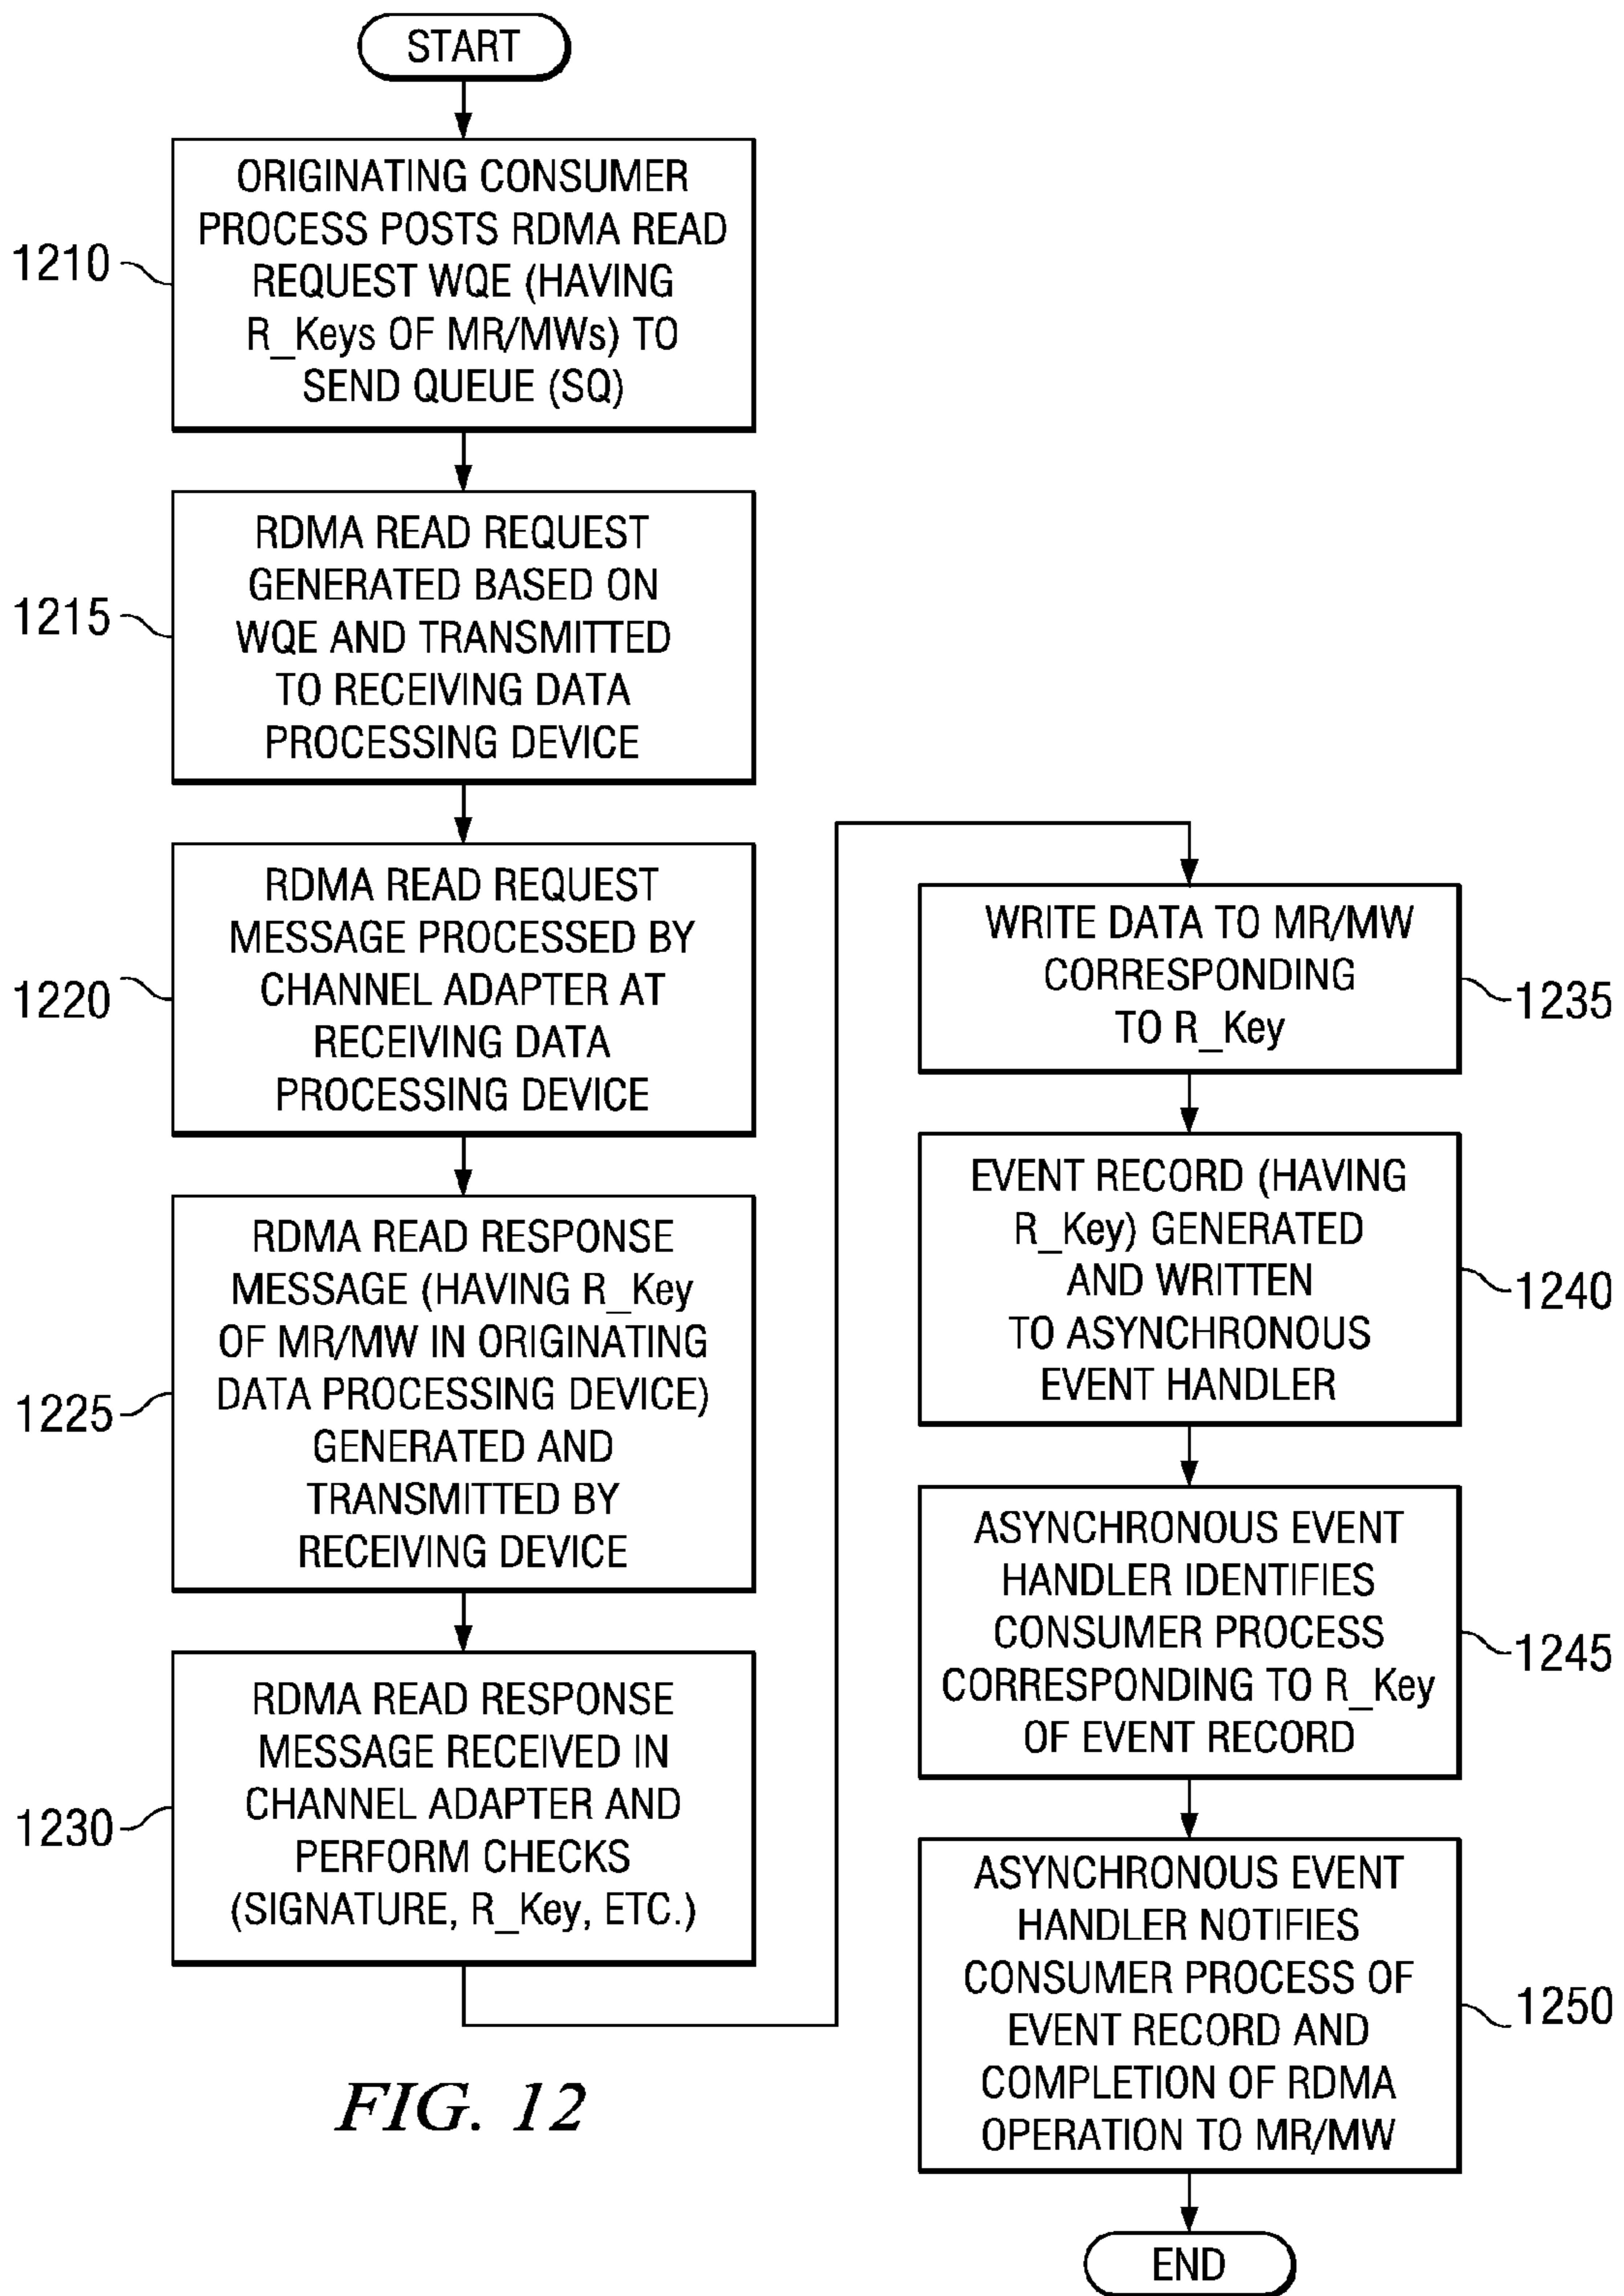 START
1210
ORIGINATING CONSUMER
PROCESS POSTS RDMA READ
REQUEST WQE (HAVING
R_Keys OF MR/MWs) TO
SEND QUEUE (SQ)
1215
RDMA READ REQUEST
GENERATED BASED ON
WQE AND TRANSMITTED
TO RECEIVING DATA
PROCESSING DEVICE
1220
RDMA READ REQUEST
MESSAGE PROCESSED BY
CHANNEL ADAPTER AT
RECEIVING DATA
PROCESSING DEVICE
1225
RDMA READ RESPONSE
MESSAGE (HAVING R_Key
OF MR/MW IN ORIGINATING
DATA PROCESSING DEVICE)
GENERATED AND
TRANSMITTED BY
RECEIVING DEVICE
1230
RDMA READ RESPONSE
MESSAGE RECEIVED IN
CHANNEL ADAPTER AND
PERFORM CHECKS
(SIGNATURE, R_Key, ETC.)
WRITE DATA TO MR/MW
CORRESPONDING
TO R_Key
1235
EVENT RECORD (HAVING
R_Key) GENERATED
AND WRITTEN
TO ASYNCHRONOUS
EVENT HANDLER
1240
ASYNCHRONOUS EVENT
HANDLER IDENTIFIES
CONSUMER PROCESS
CORRESPONDING TO R_Key
OF EVENT RECORD
1245
ASYNCHRONOUS EVENT
HANDLER NOTIFIES
CONSUMER PROCESS OF
EVENT RECORD AND
COMPLETION OF RDMA
OPERATION TO MR/MW
1250
END
FIG. 12